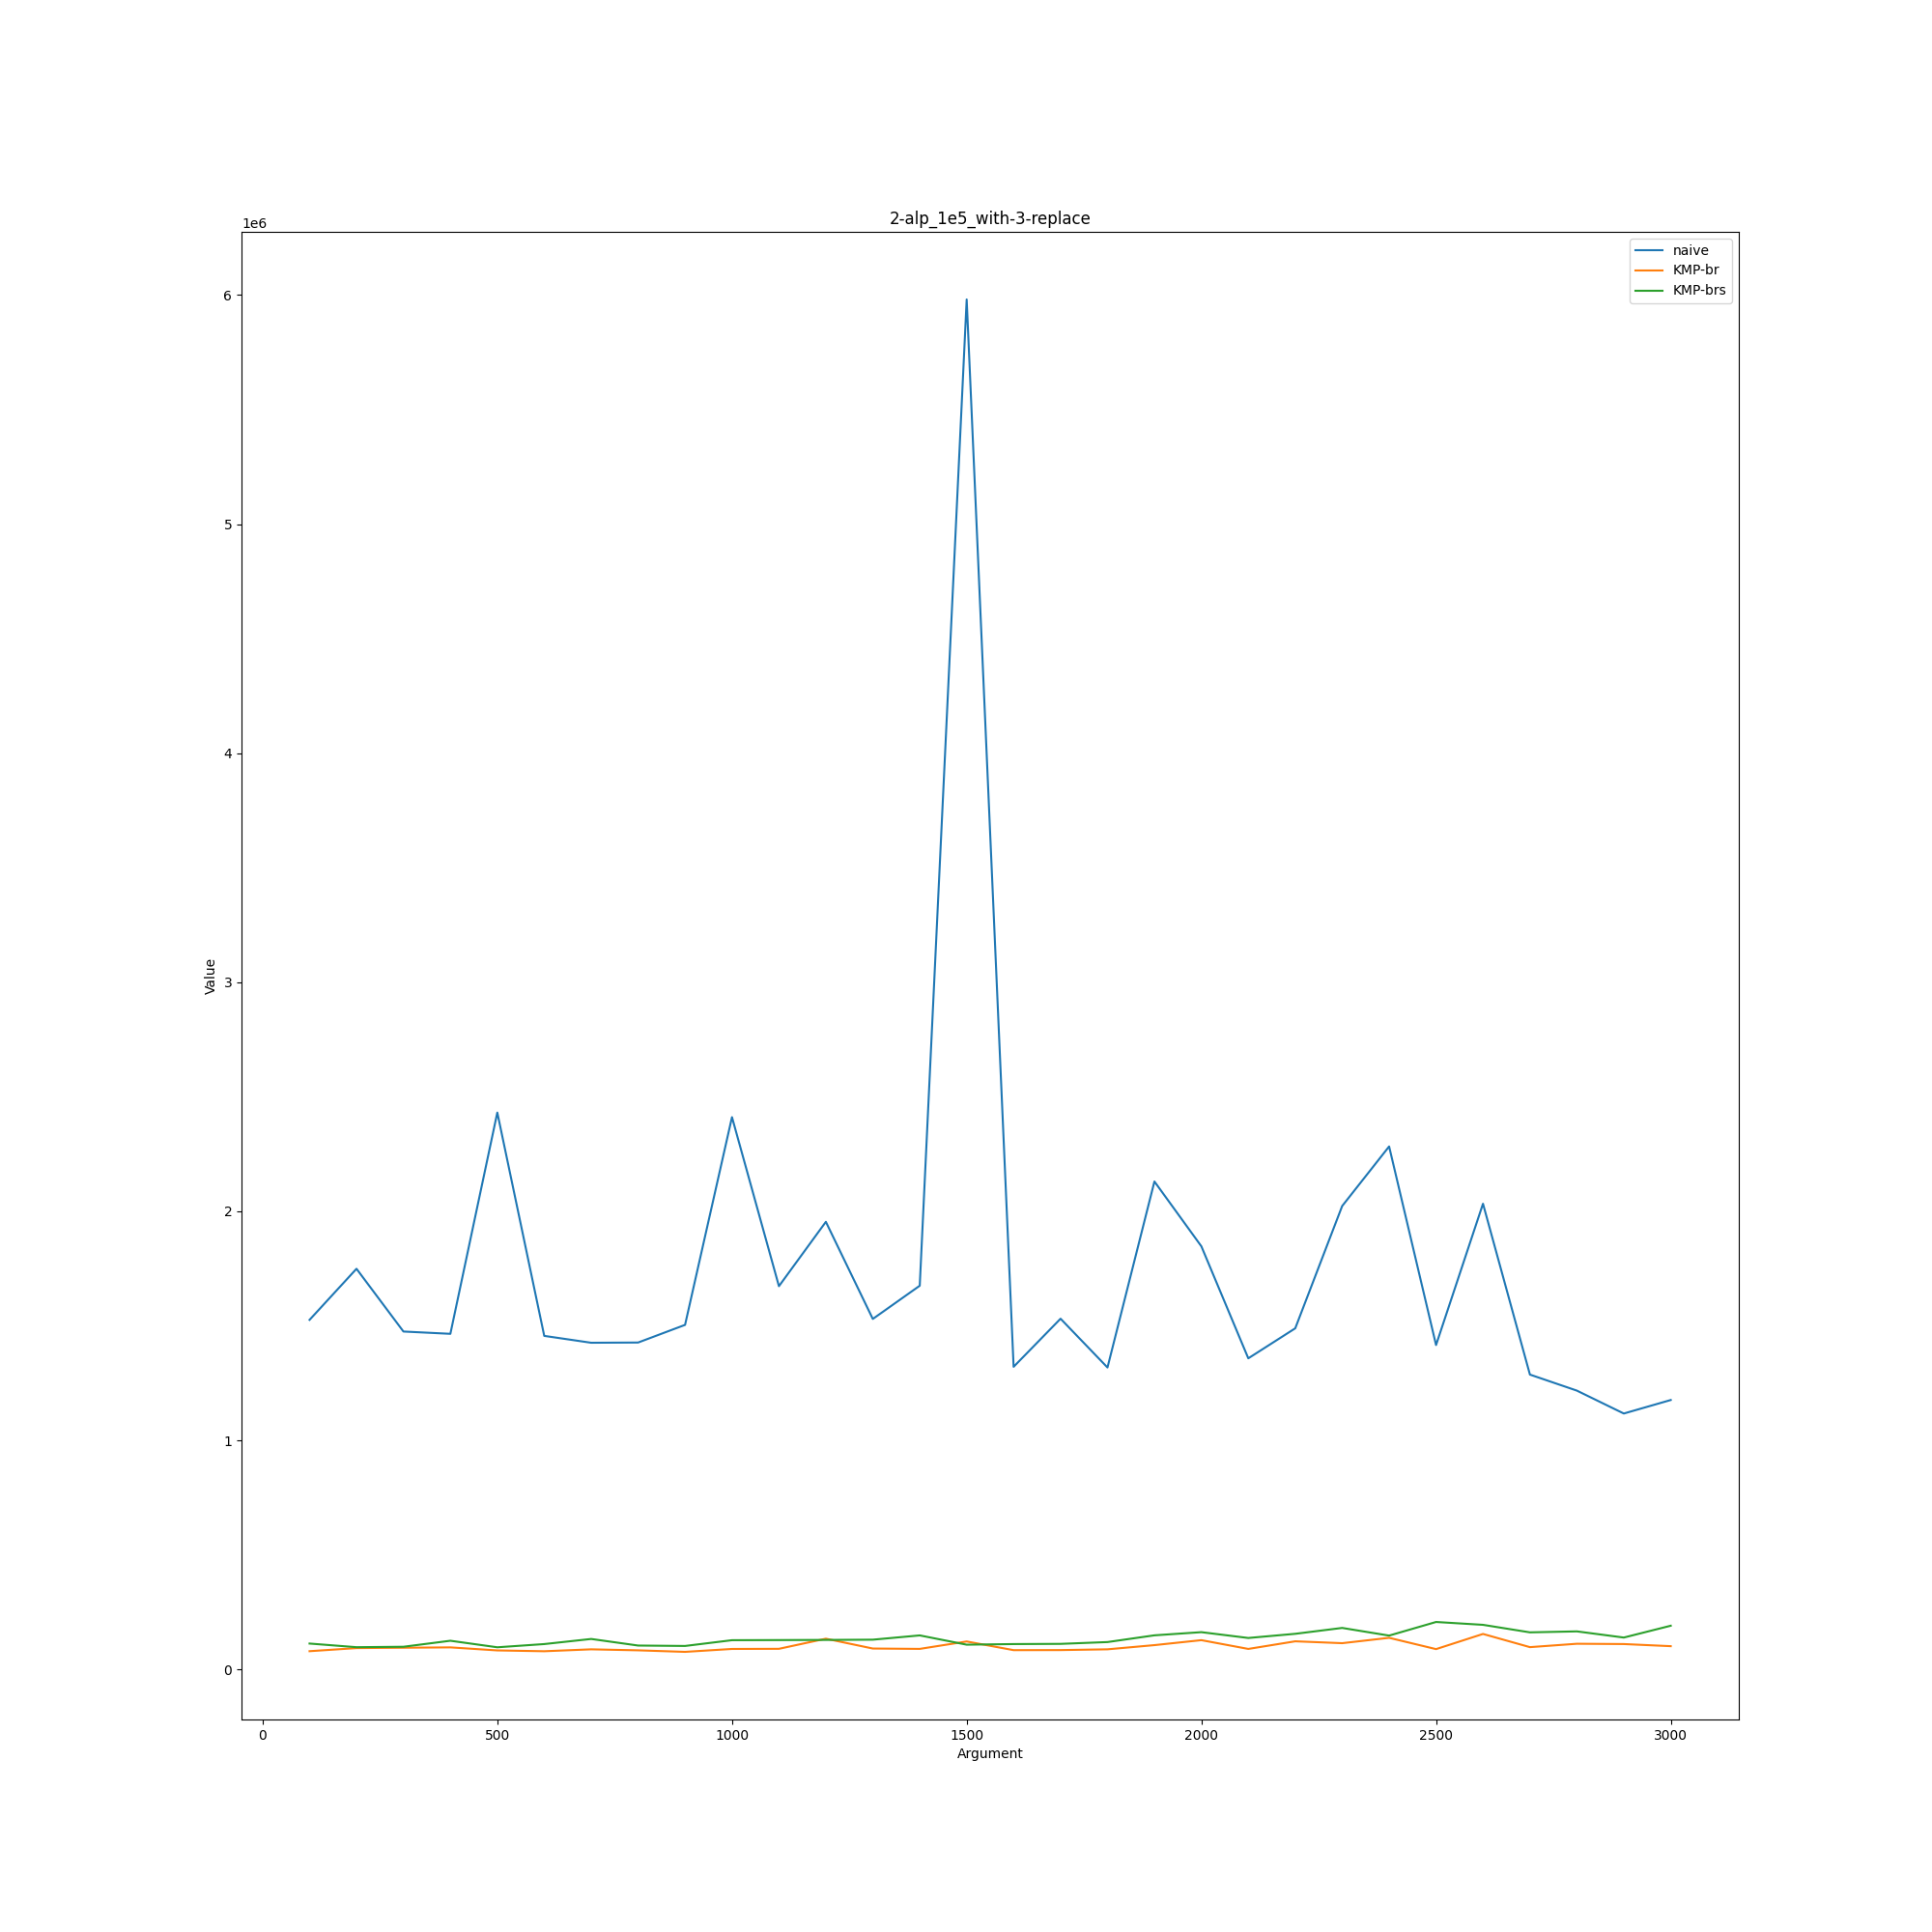 2-alp_1e5_with-3-replace
1e6
naive
KMP-br
KMP-brs
6
5
4
3
2
1
0
Value
0 500 1000 1500 2000 2500 3000
Argument